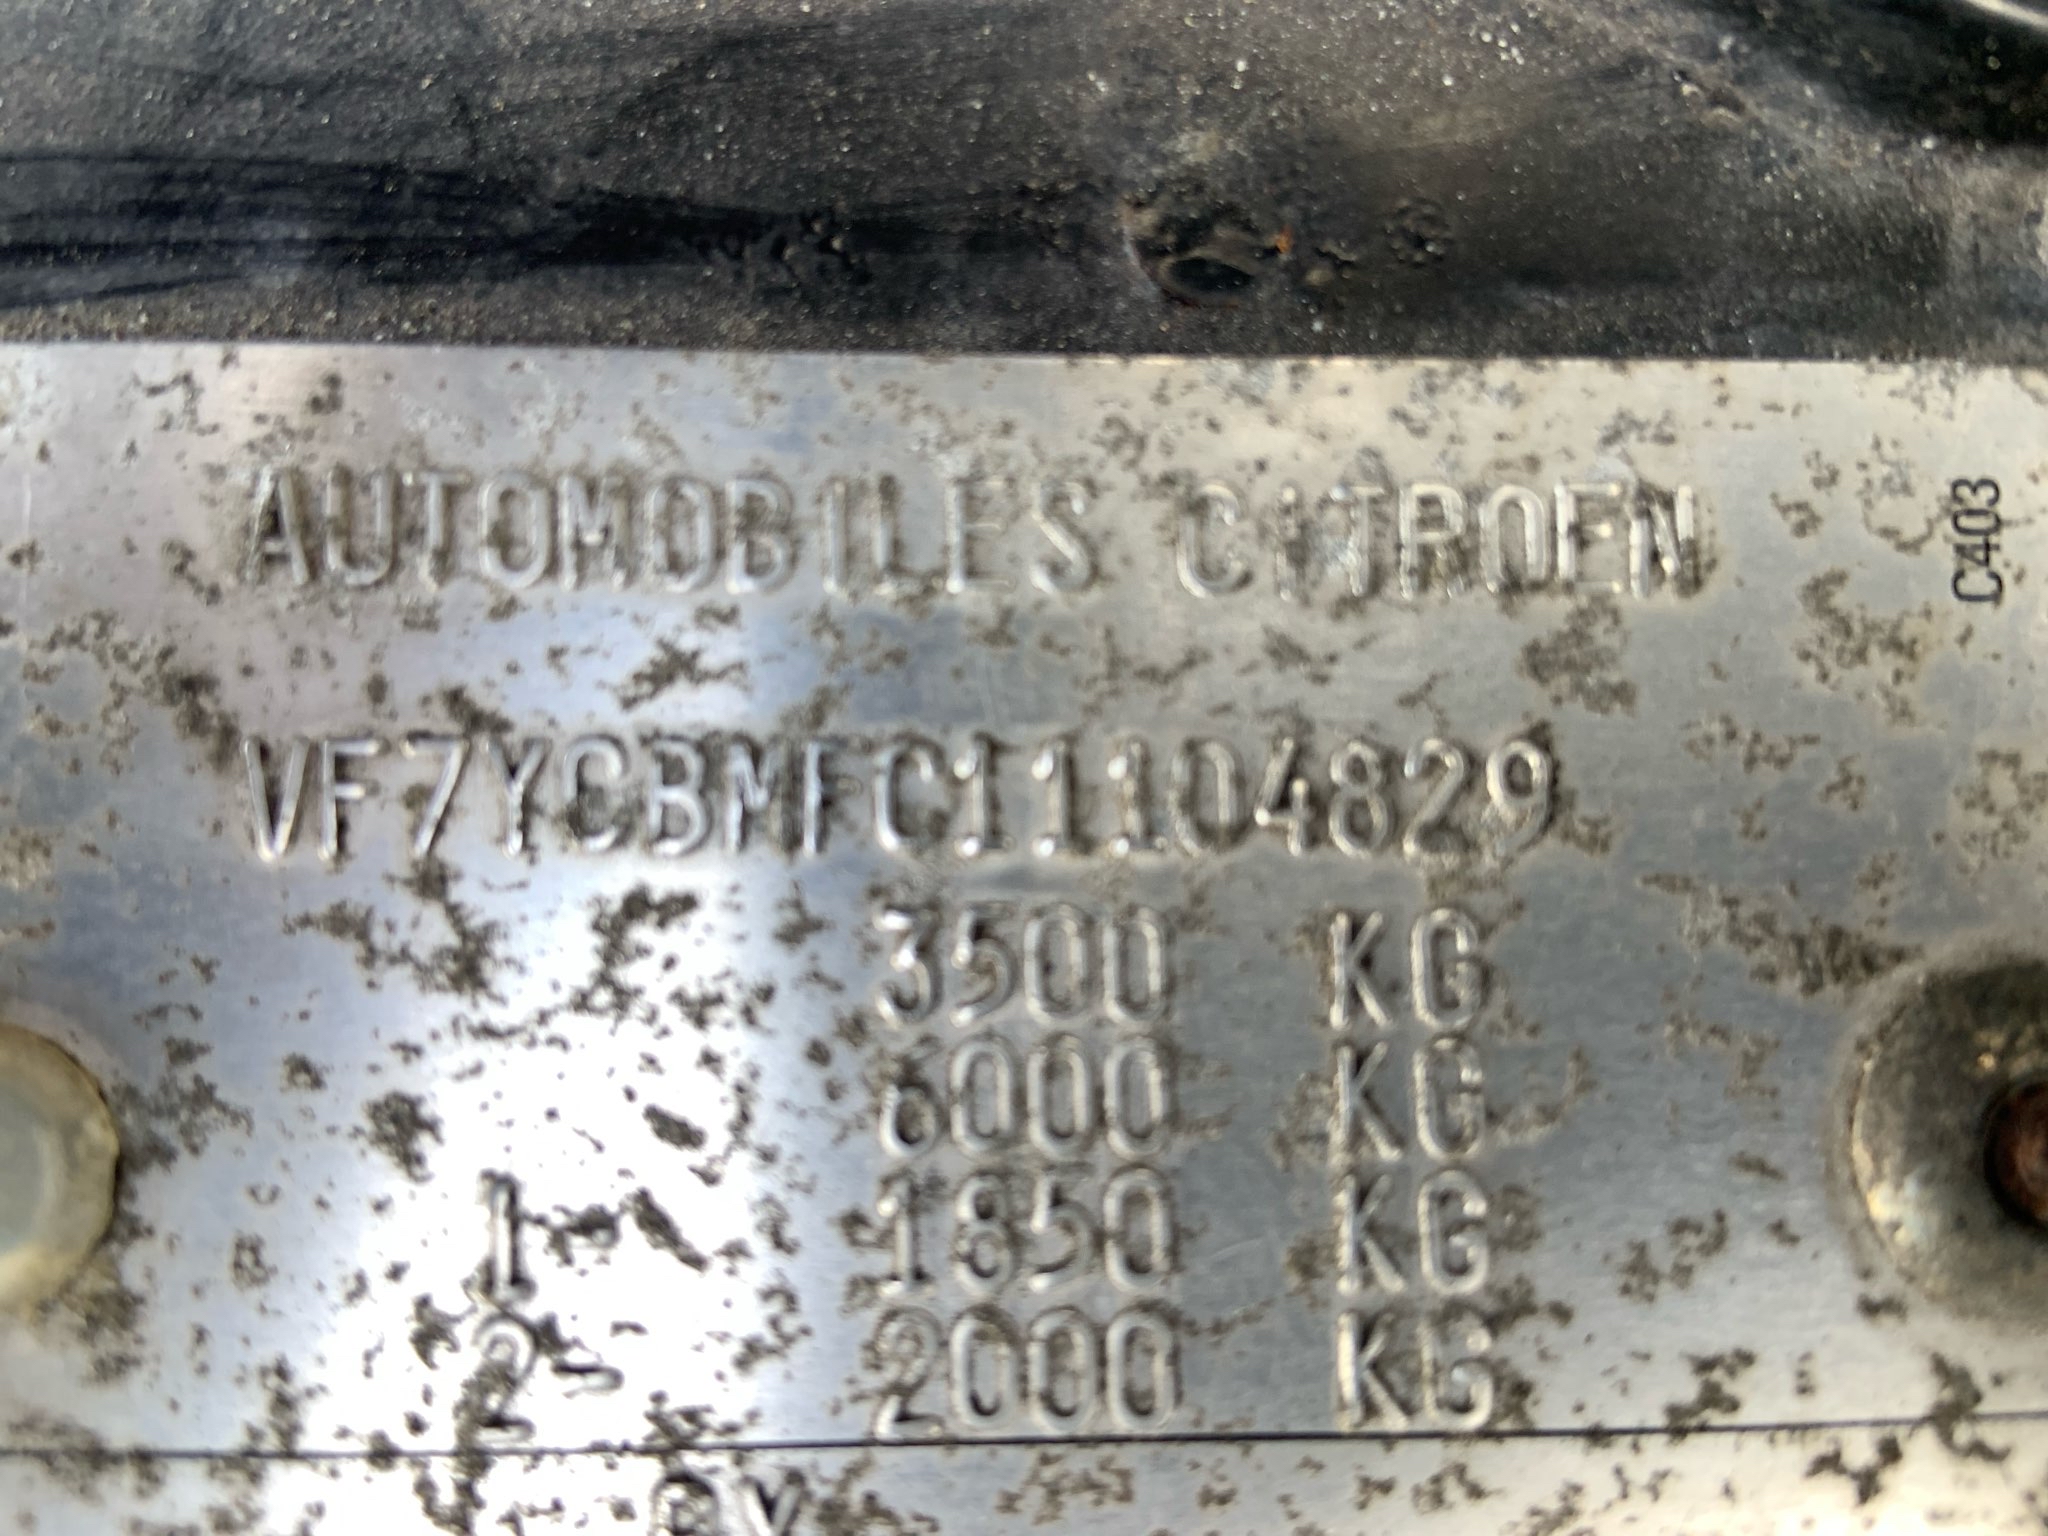 AUTOMOBILES CITROEN
C403
VF7YCBMFC11104829
3500 KG
6000 KG
1- 1850 KG
2- 2000 KG